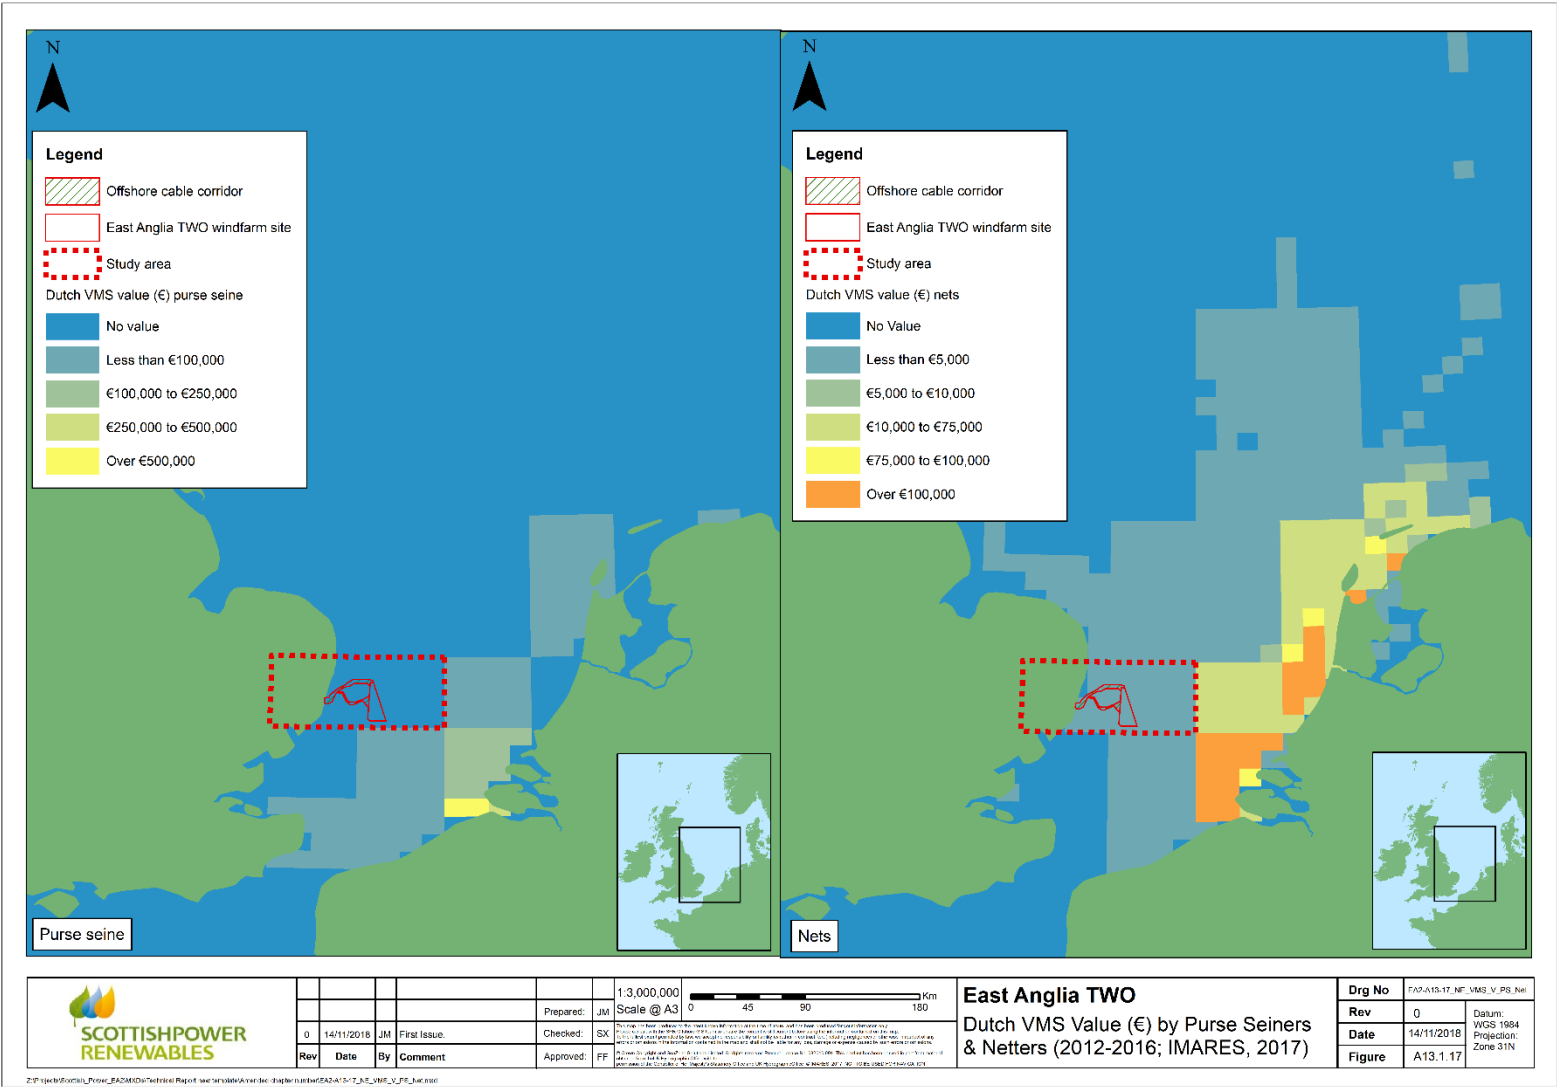 N
Legend
Offshore cable corridor
East Anglia TWO windfarm site
Study area
Dutch VMS value (€) purse seine
No value
Less than €100,000
€100,000 to €250,000
€250,000 to €500,000
Over €500,000
Purse seine
N
Legend
Offshore cable corridor
East Anglia TWO windfarm site
Study area
Dutch VMS value (€) nets
No Value
Less than €5,000
€5,000 to €10,000
€10,000 to €75,000
€75,000 to €100,000
Over €100,000
Nets
SCOTTISHPOWER
RENEWABLES
0 14/11/2018 JM First Issue.
Rev Date By Comment
Prepared: JM
Checked: SX
Approved: FF
1:3,000,000
Scale @ A3
0 45 90 180 Km
East Anglia TWO
Dutch VMS Value (€) by Purse Seiners
& Netters (2012-2016; IMARES, 2017)
Drg No EA2-A13-17_NE_VMS_V_PS_Net
Rev 0
Date 14/11/2018
Figure A13.1.17
Datum:
WGS 1984
Projection:
Zone 31N